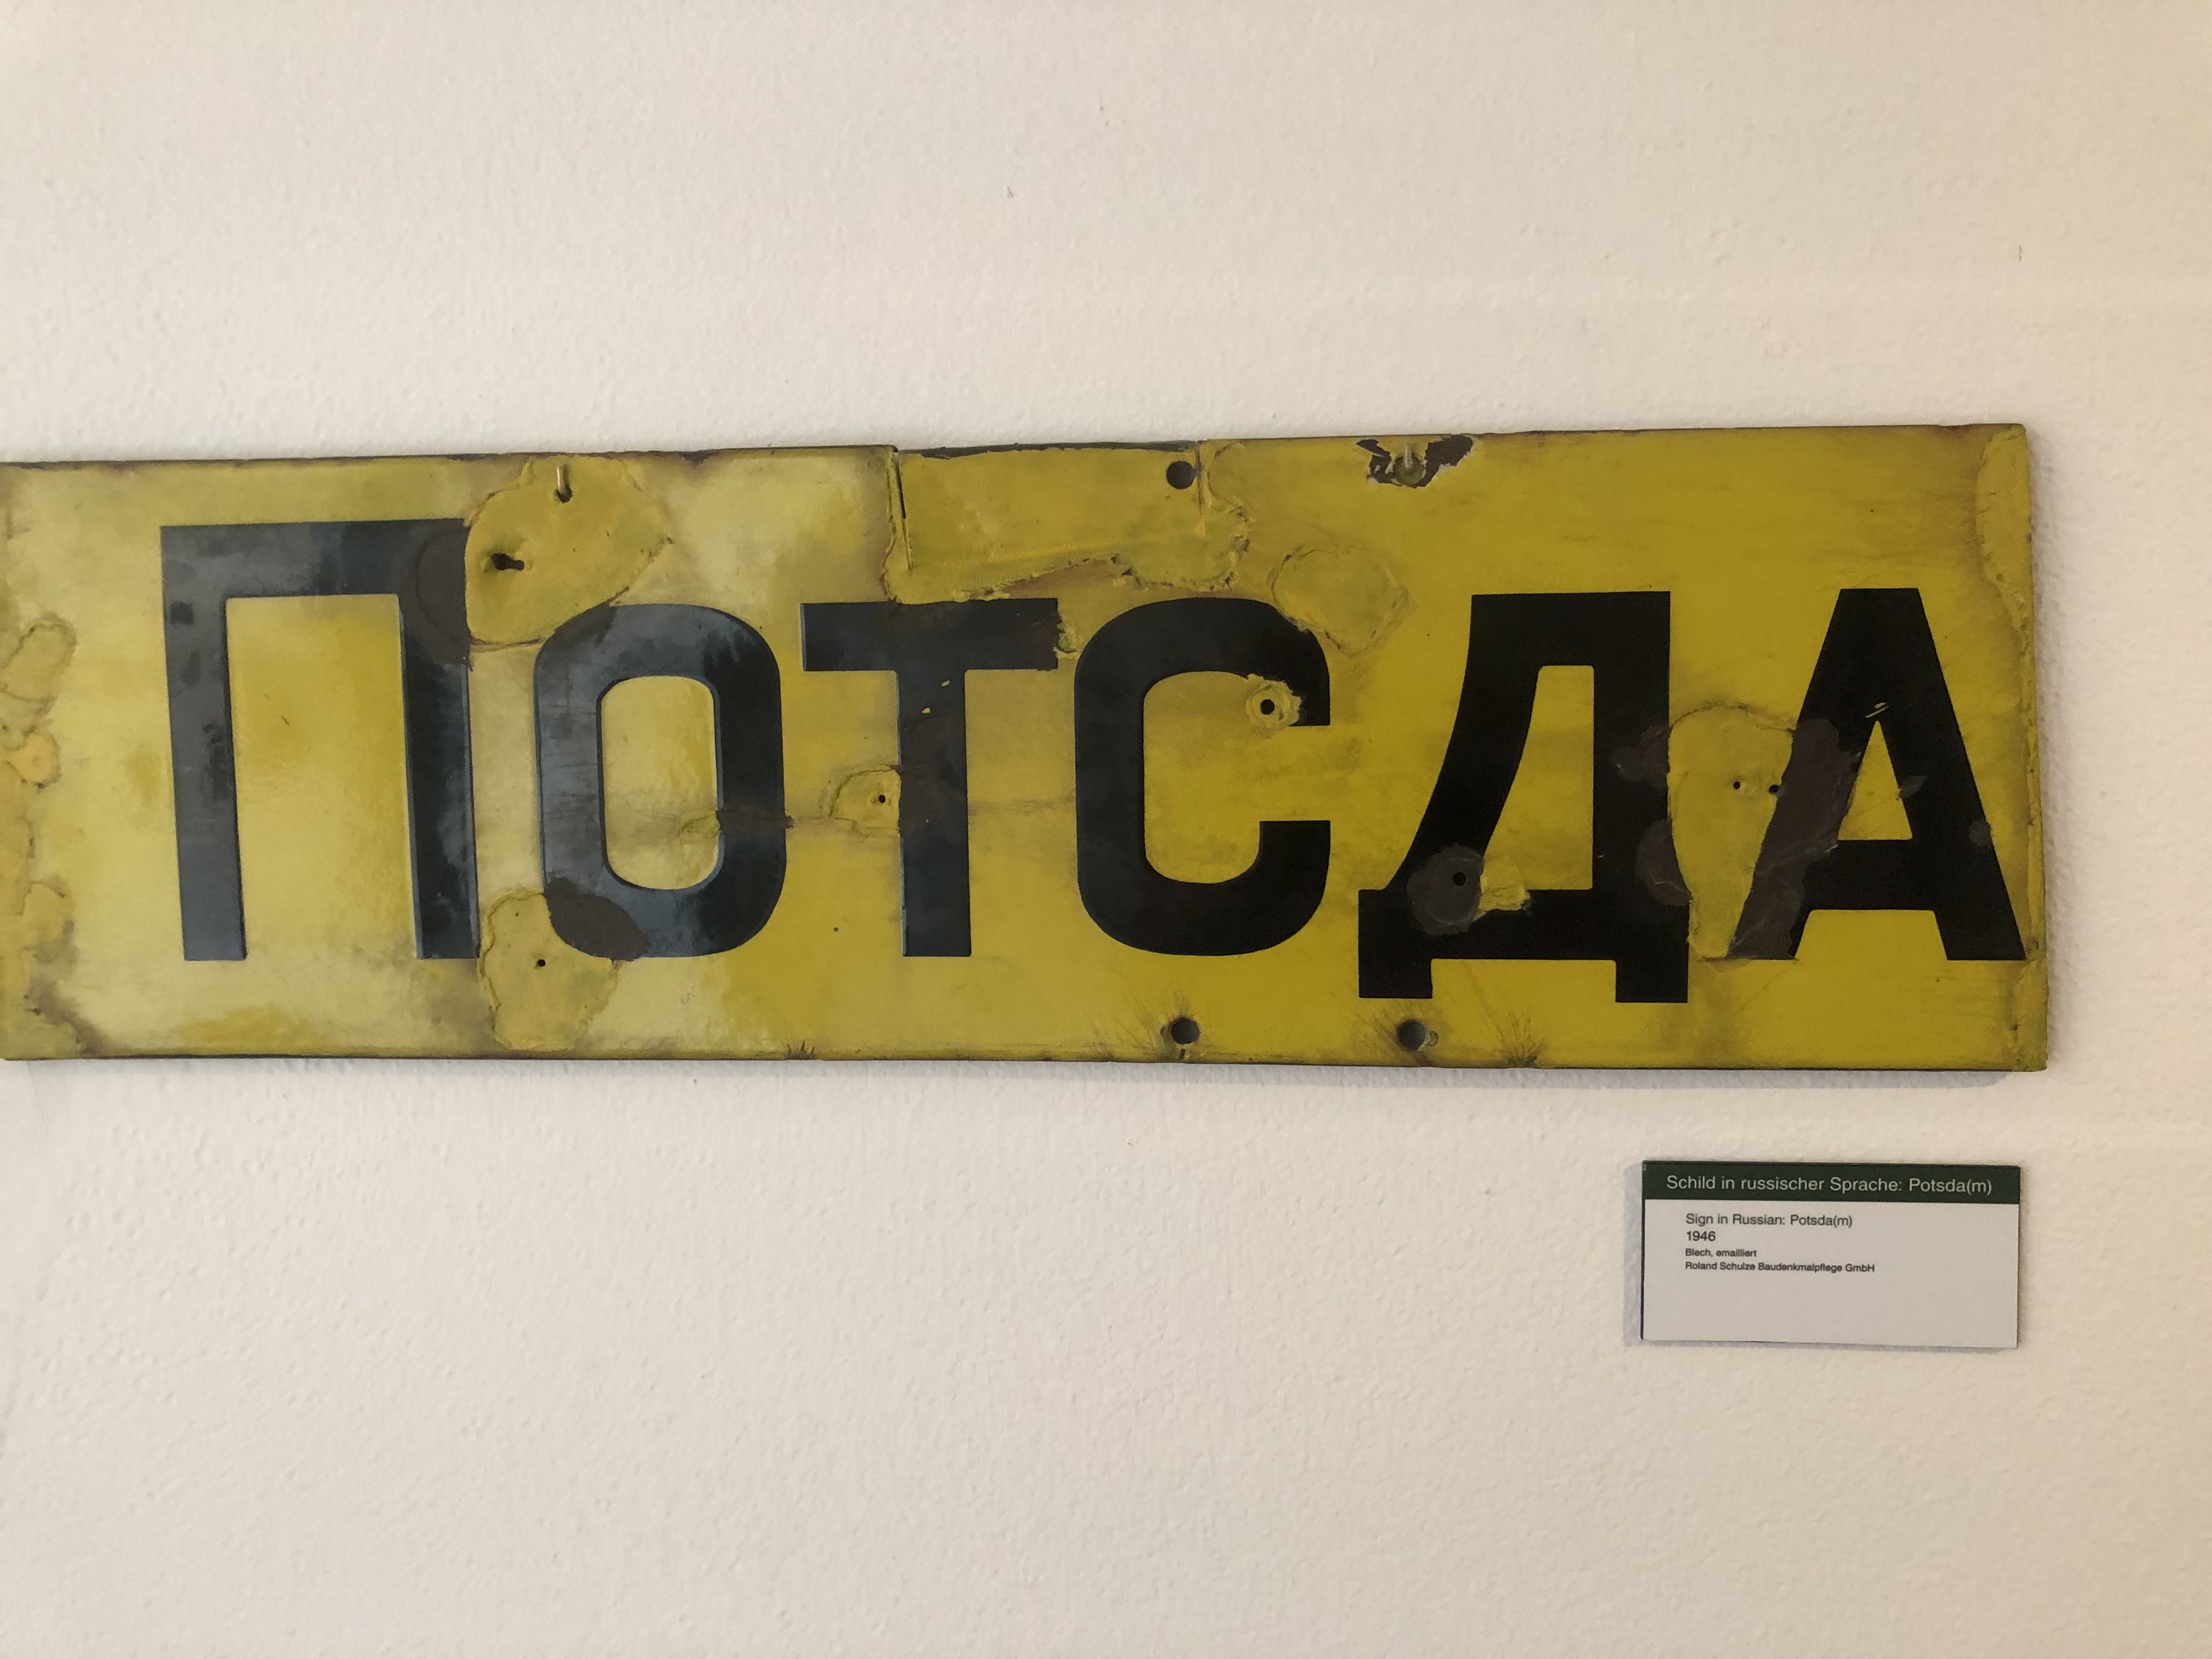 ПОТСДА
Schild in russischer Sprache: Potsda(m)
Sign in Russian: Potsda(m)
1946
Blech, emailliert
Roland Schulze Baudenkmalpflege GmbH